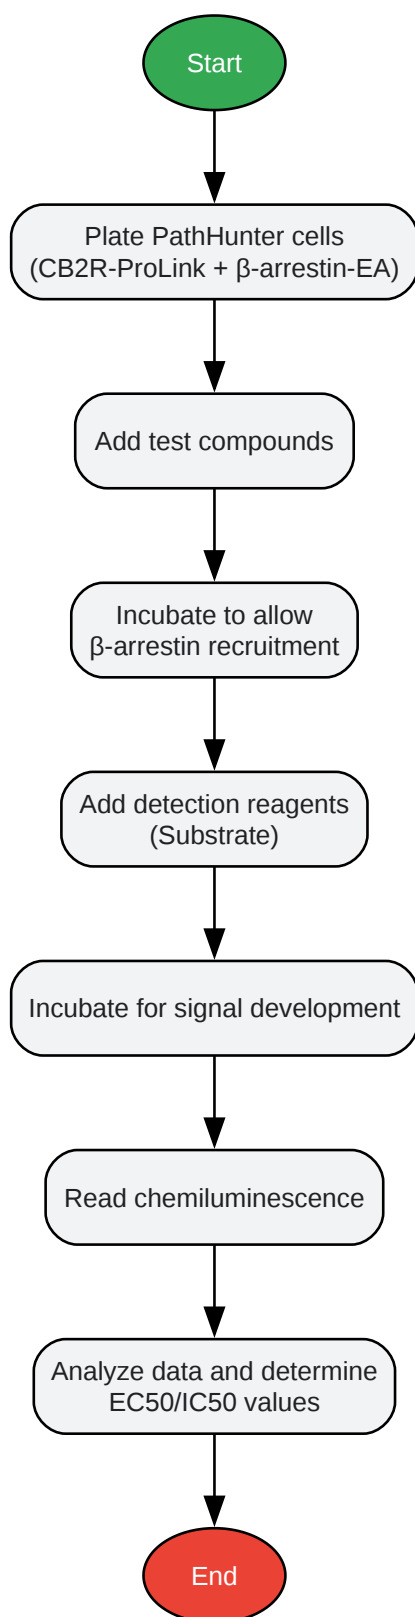 Start
Plate PathHunter cells
(CB2R-ProLink + β-arrestin-EA)
Add test compounds
Incubate to allow
β-arrestin recruitment
Add detection reagents
(Substrate)
Incubate for signal development
Read chemiluminescence
Analyze data and determine
EC50/IC50 values
End